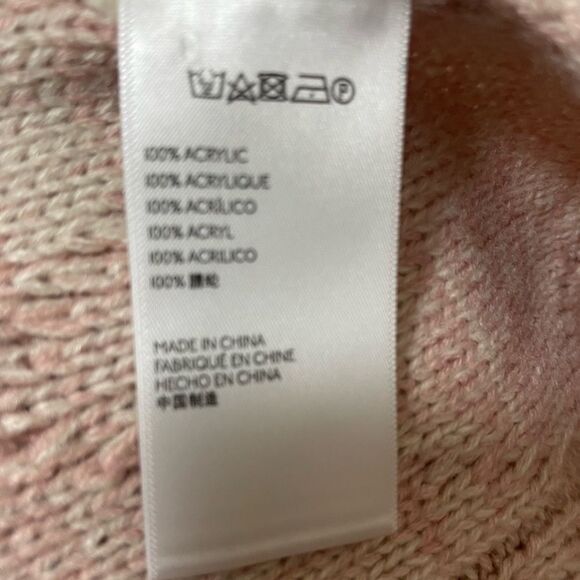 P
100% ACRYLIC
100% ACRYLIQUE
100% ACRÍLICO
100% ACRYL
100% ACRILICO
100% 腈纶
MADE IN CHINA
FABRIQUÉ EN CHINE
HECHO EN CHINA
中国制造